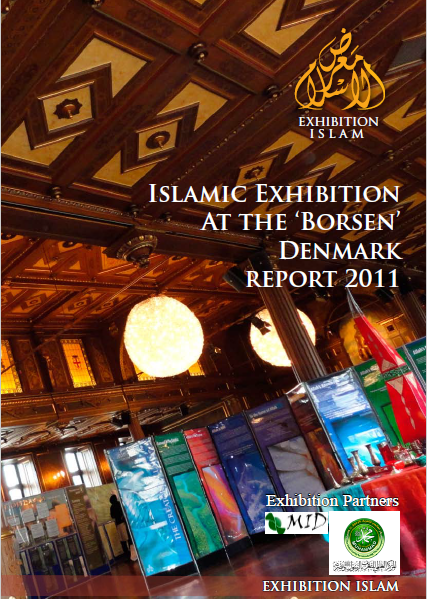 معرض
الإسلام
EXHIBITION
ISLAM
ISLAMIC EXHIBITION
AT THE ‘BORSEN’
DENMARK
REPORT 2011
Exhibition Partners
MID
EXHIBITION ISLAM